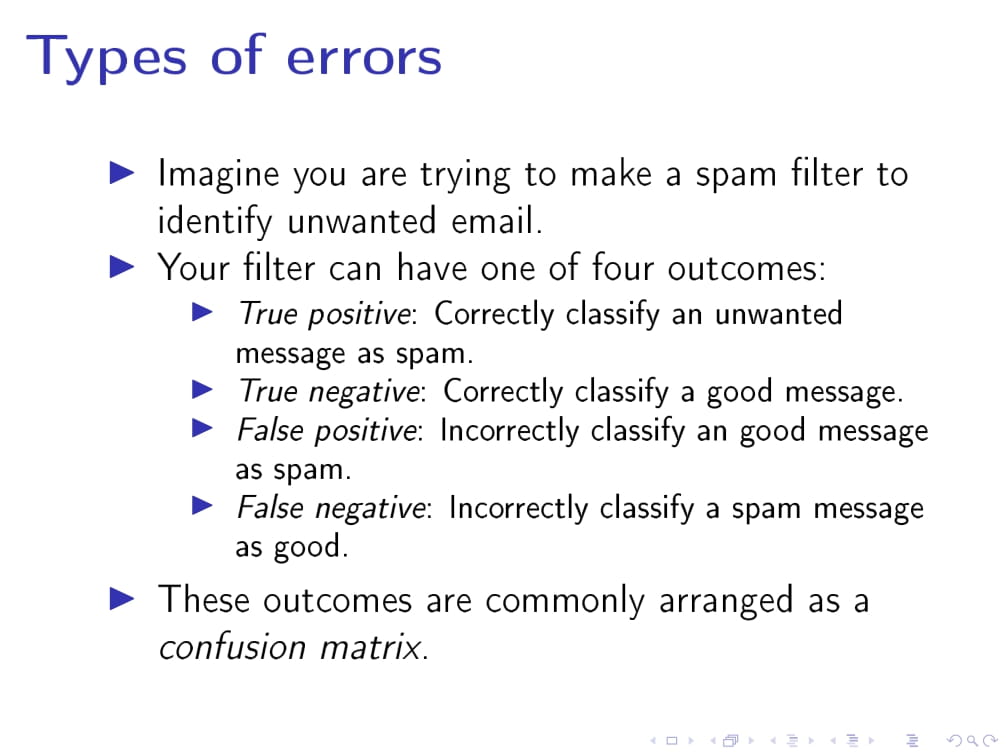 Types of errors
Imagine you are trying to make a spam filter to
identify unwanted email.
Your filter can have one of four outcomes:
True positive: Correctly classify an unwanted
message as spam.
True negative: Correctly classify a good message.
False positive: Incorrectly classify an good message
as spam.
False negative: Incorrectly classify a spam message
as good.
These outcomes are commonly arranged as a
confusion matrix.